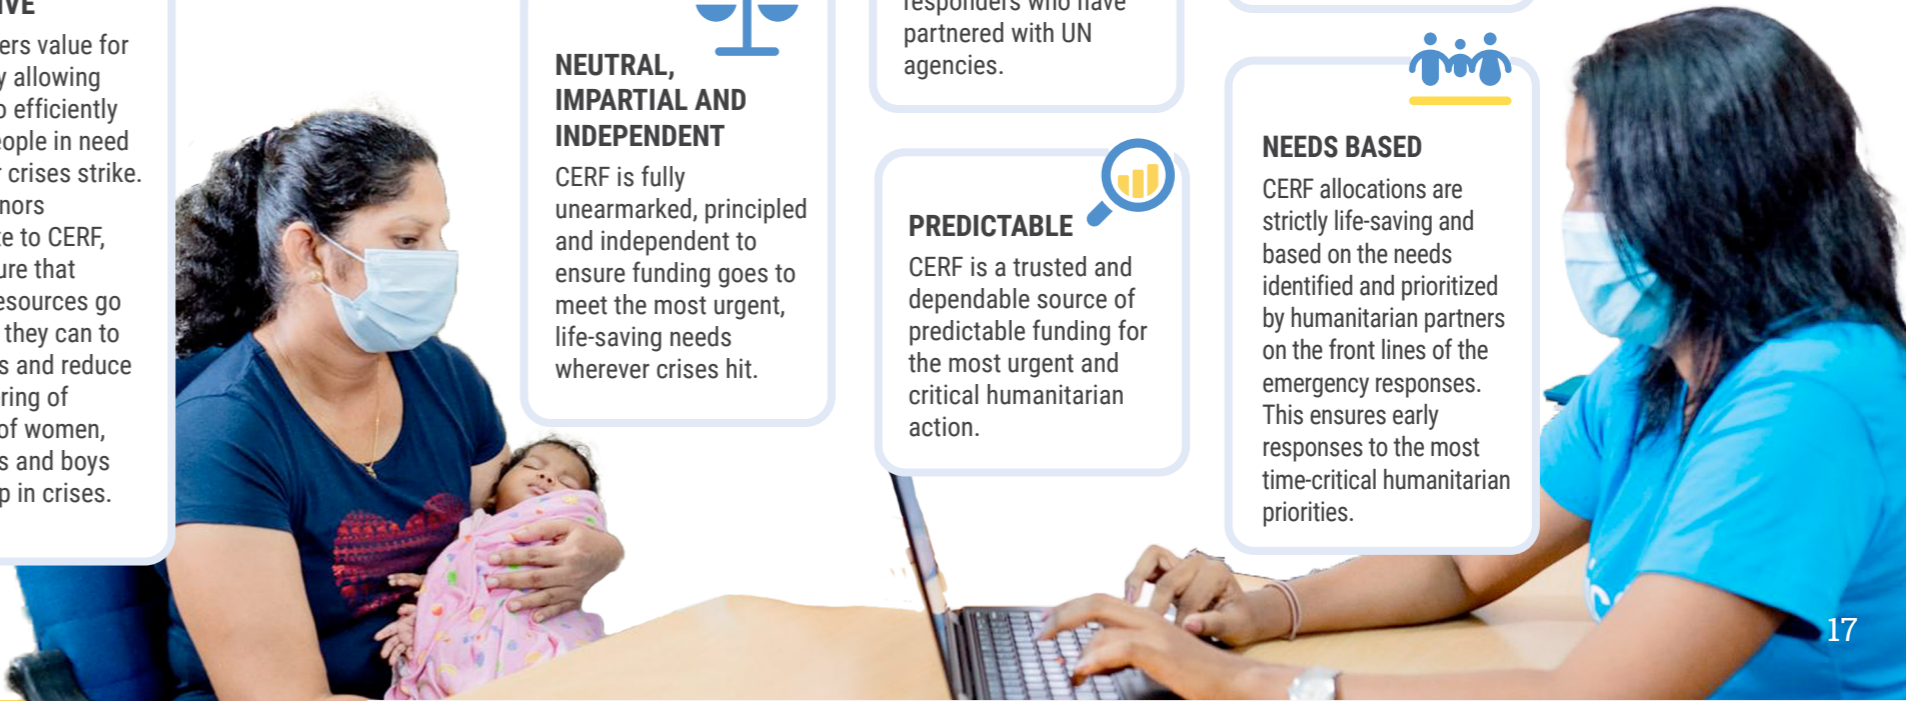 ers value for
allowing
efficiently
people in need
crises strike.
nors
to CERF,
ure that
resources go
they can to
and reduce
ring of
of women,
and boys
in crises.
NEUTRAL,
IMPARTIAL AND
INDEPENDENT
CERF is fully
unearmarked, principled
and independent to
ensure funding goes to
meet the most urgent,
life-saving needs
wherever crises hit.
responders who have
partnered with UN
agencies.
PREDICTABLE
CERF is a trusted and
dependable source of
predictable funding for
the most urgent and
critical humanitarian
action.
NEEDS BASED
CERF allocations are
strictly life-saving and
based on the needs
identified and prioritized
by humanitarian partners
on the front lines of the
emergency responses.
This ensures early
responses to the most
time-critical humanitarian
priorities.
17